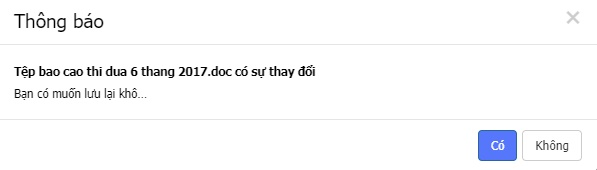 Thông báo
Tệp bao cao thi dua 6 thang 2017.doc có sự thay đổi
Bạn có muốn lưu lại khô...
Có
Không